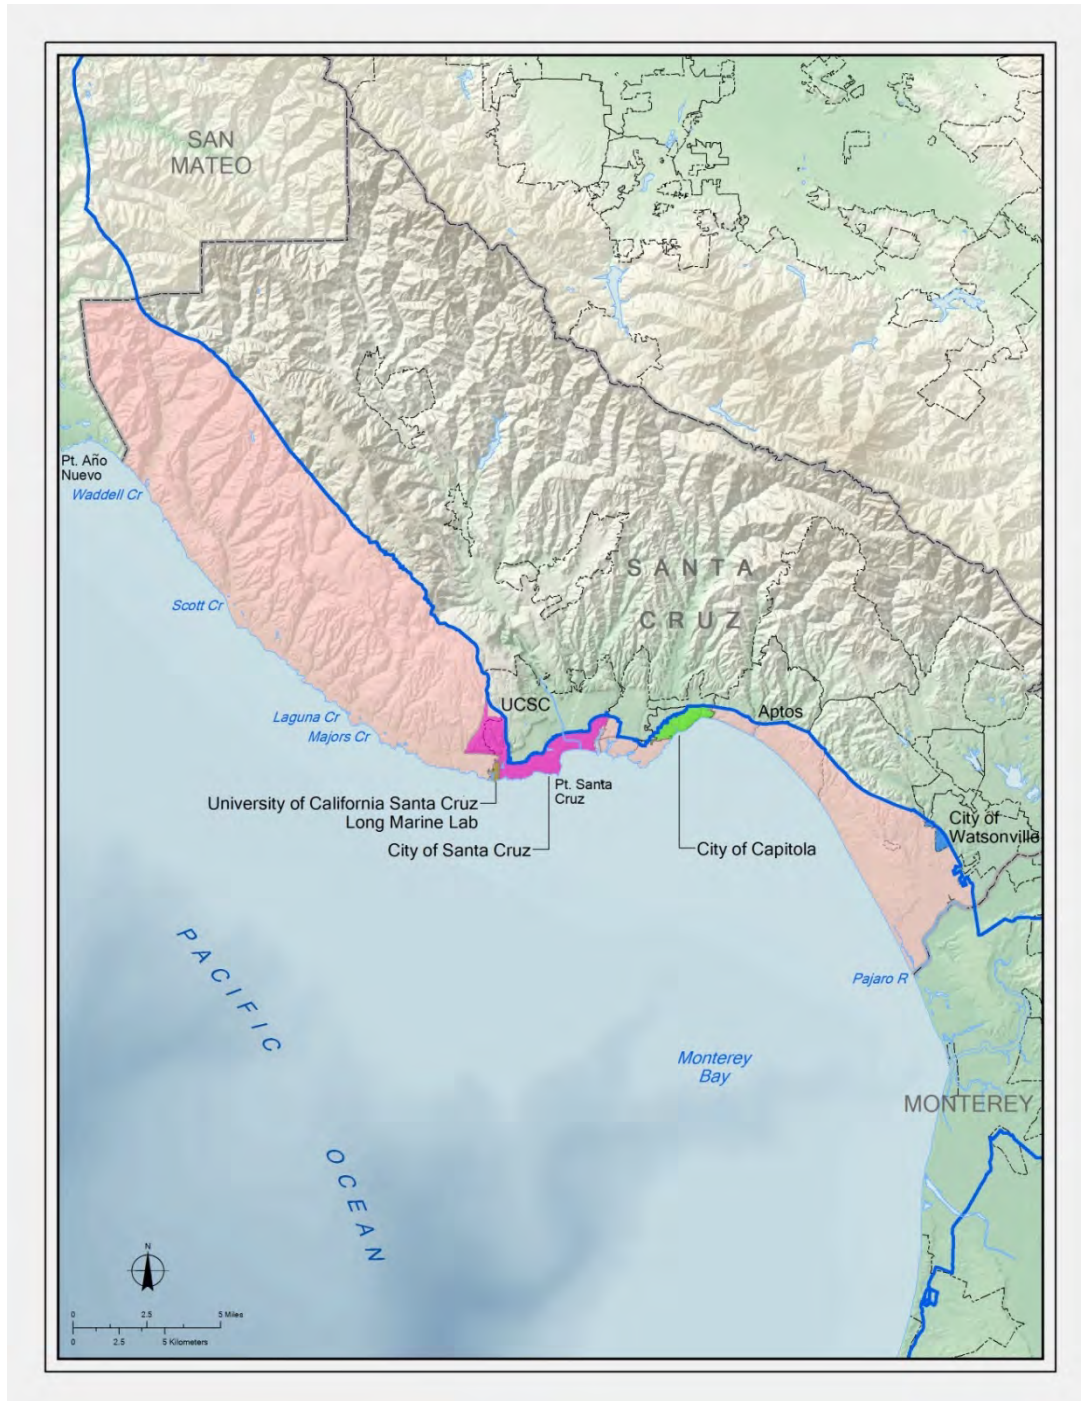 SAN
MATEO
Pt. Año
Nuevo
Waddell Cr
Scott Cr
SANTA
CRUZ
Laguna Cr
Majors Cr
UCSC
Aptos
University of California Santa Cruz
Long Marine Lab
Pt. Santa
Cruz
City of Santa Cruz
City of Capitola
City of
Watsonville
Pajaro R
PACIFIC
OCEAN
Monterey
Bay
MONTEREY
N
0 2.5 5 Miles
0 2.5 5 Kilometers